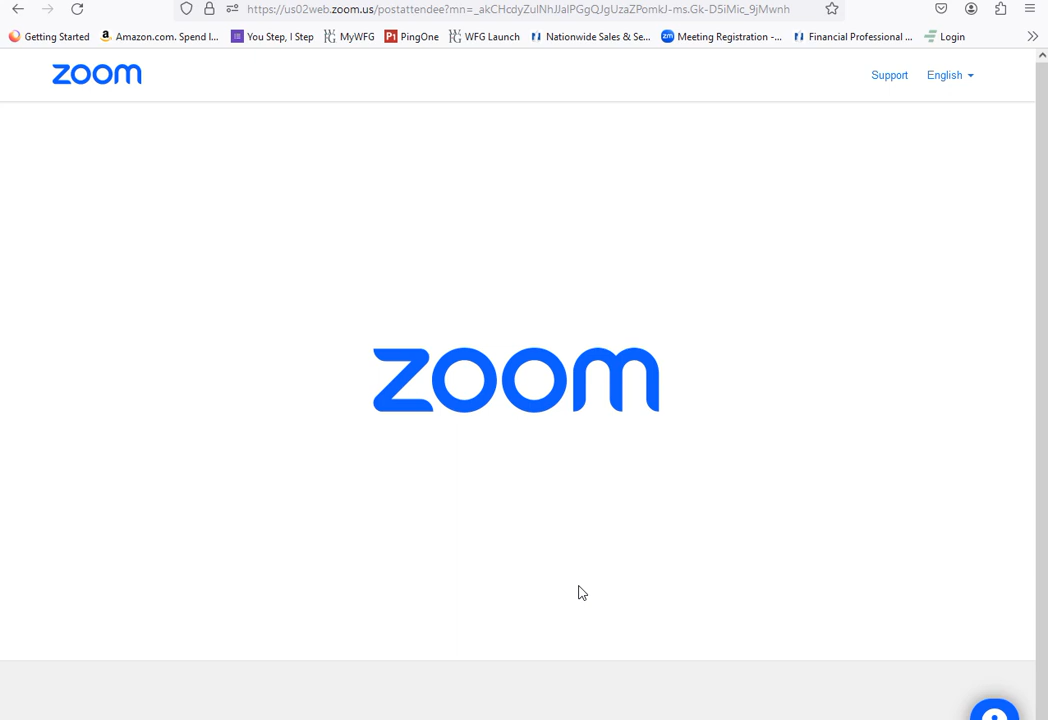 https://us02web.zoom.us/postattendee?mn=_akCHcdyZuINhJJalPGgQJgUzaZPomkJ-ms.Gk-D5iMic_9jMwnh
Getting Started Amazon.com. Spend l... You Step, I Step MyWFG PingOne WFG Launch Nationwide Sales & Se... Meeting Registration -... Financial Professional ... Login
zoom Support English
zoom